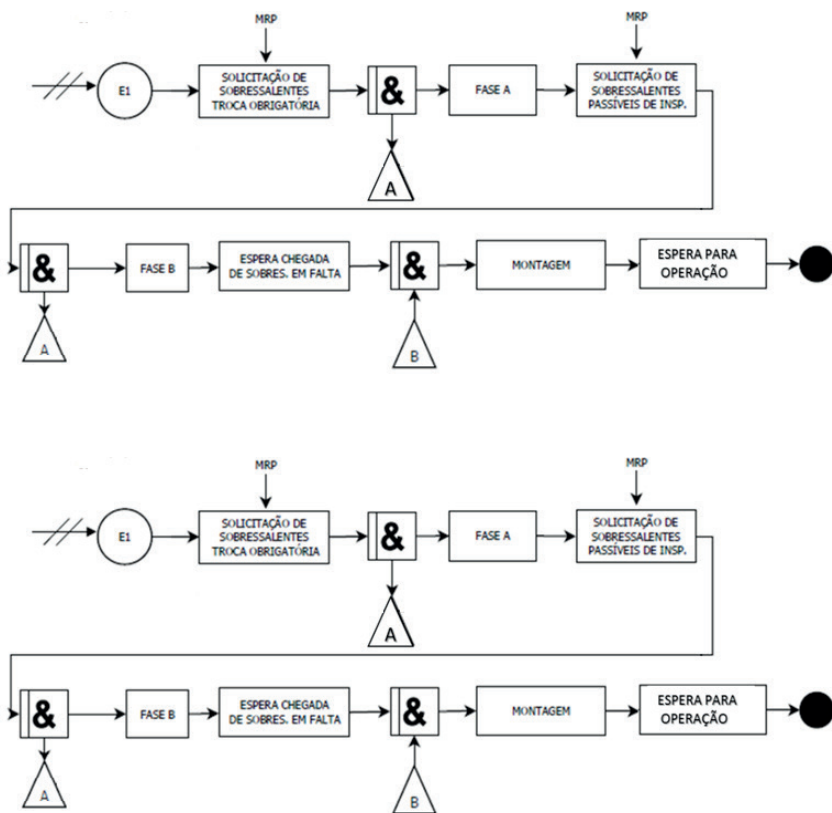 MRP
MRP
E1
SOLICITAÇÃO DE
SOBRESSALENTES
TROCA OBRIGATÓRIA
&
FASE A
SOLICITAÇÃO DE
SOBRESSALENTES
PASSÍVEIS DE INSP.
A
&
FASE B
ESPERA CHEGADA
DE SOBRES. EM FALTA
&
MONTAGEM
ESPERA PARA
OPERAÇÃO
A
B
MRP
MRP
E1
SOLICITAÇÃO DE
SOBRESSALENTES
TROCA OBRIGATÓRIA
&
FASE A
SOLICITAÇÃO DE
SOBRESSALENTES
PASSÍVEIS DE INSP.
A
&
FASE B
ESPERA CHEGADA
DE SOBRES. EM FALTA
&
MONTAGEM
ESPERA PARA
OPERAÇÃO
A
B